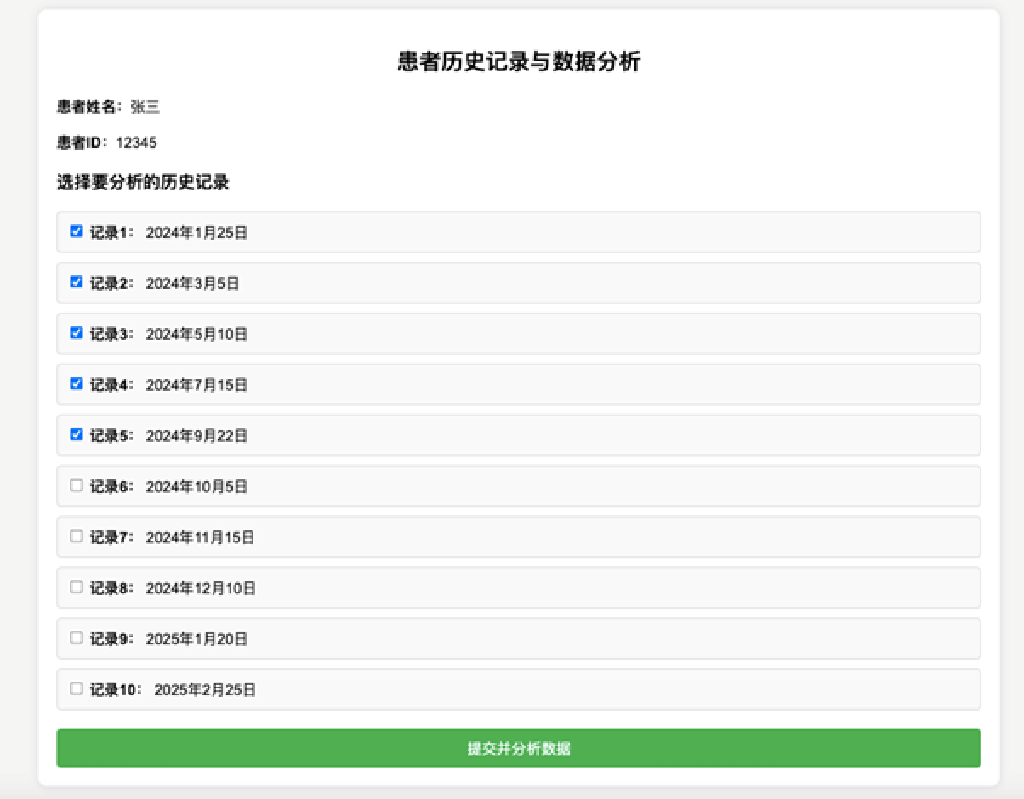 患者历史记录与数据分析
患者姓名：张三
患者ID：12345
选择要分析的历史记录
记录1： 2024年1月25日
记录2： 2024年3月5日
记录3： 2024年5月10日
记录4： 2024年7月15日
记录5： 2024年9月22日
记录6： 2024年10月5日
记录7： 2024年11月15日
记录8： 2024年12月10日
记录9： 2025年1月20日
记录10： 2025年2月25日
提交并分析数据